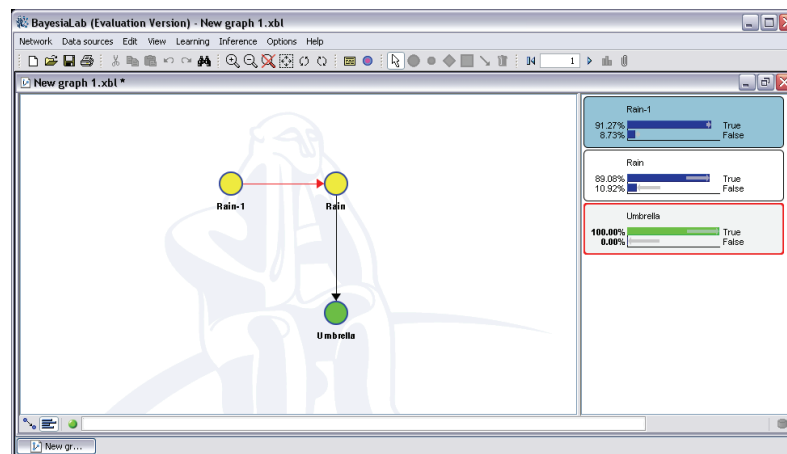 BayesiaLab (Evaluation Version) - New graph 1.xbl
Network Data sources Edit View Learning Inference Options Help
1
New graph 1.xbl *
Rain-1
91.27% True
8.73% False
Rain
89.08% True
10.92% False
Umbrella
100.00% True
0.00% False
Rain-1 Rain
Umbrella
New gr...